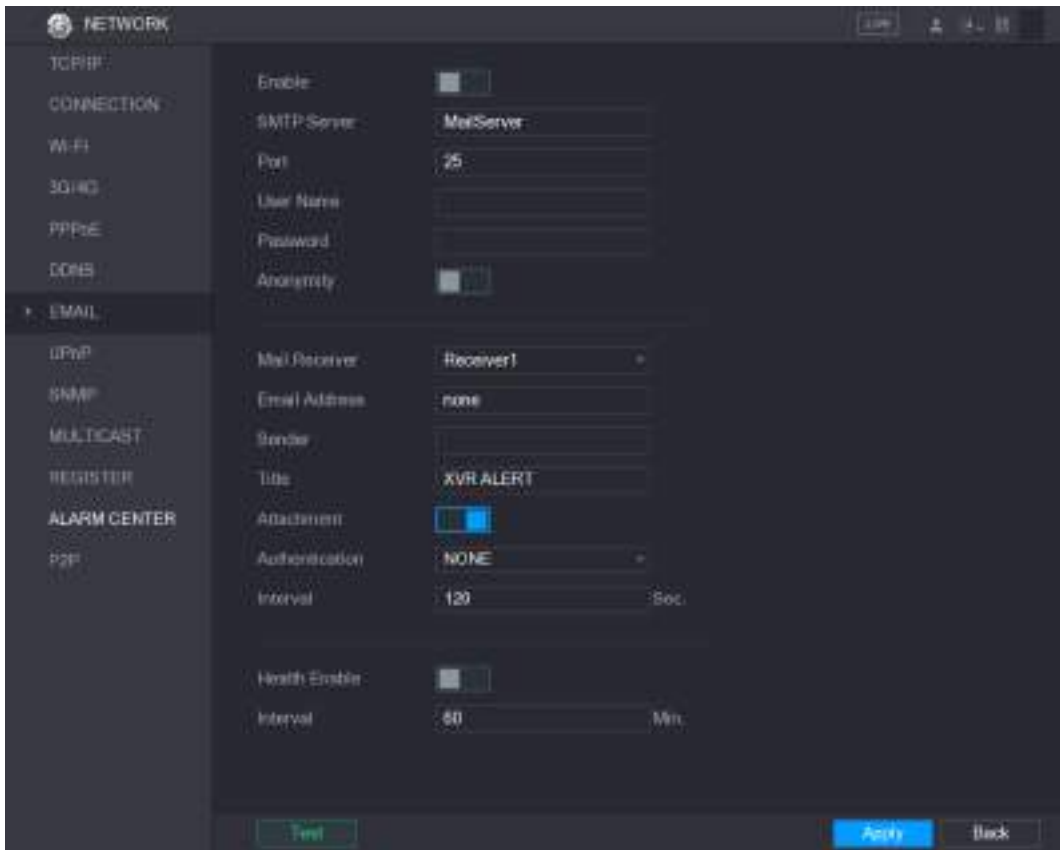 NETWORK
LIVE
TCP/IP
CONNECTION
WI-FI
3G/4G
PPPoE
DDNS
EMAIL
UPnP
SNMP
MULTICAST
REGISTER
ALARM CENTER
P2P
Enable
SMTP Server MailServer
Port 25
User Name
Password
Anonymity
Mail Receiver Receiver1
Email Address none
Sender
Title XVR ALERT
Attachment
Authentication NONE
Interval 120 Sec.
Health Enable
Interval 60 Min.
Test Apply Back